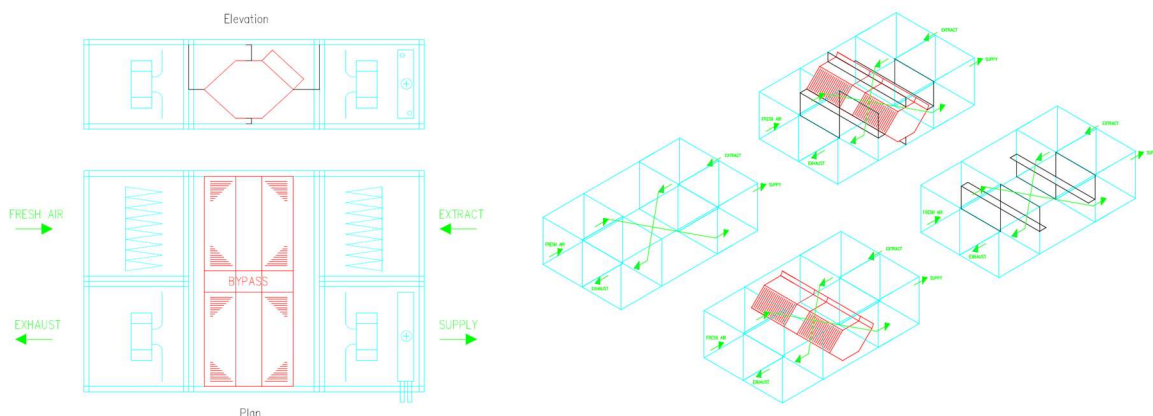 Elevation
FRESH AIR
EXTRACT
BYPASS
EXHAUST
SUPPLY
Plan
EXTRACT
SUPPLY
FRESH AIR
EXHAUST
EXTRACT
SUPPLY
FRESH AIR
EXHAUST
EXTRACT
SUP
FRESH AIR
EXHAUST
EXTRACT
SUPPLY
FRESH AIR
EXHAUST